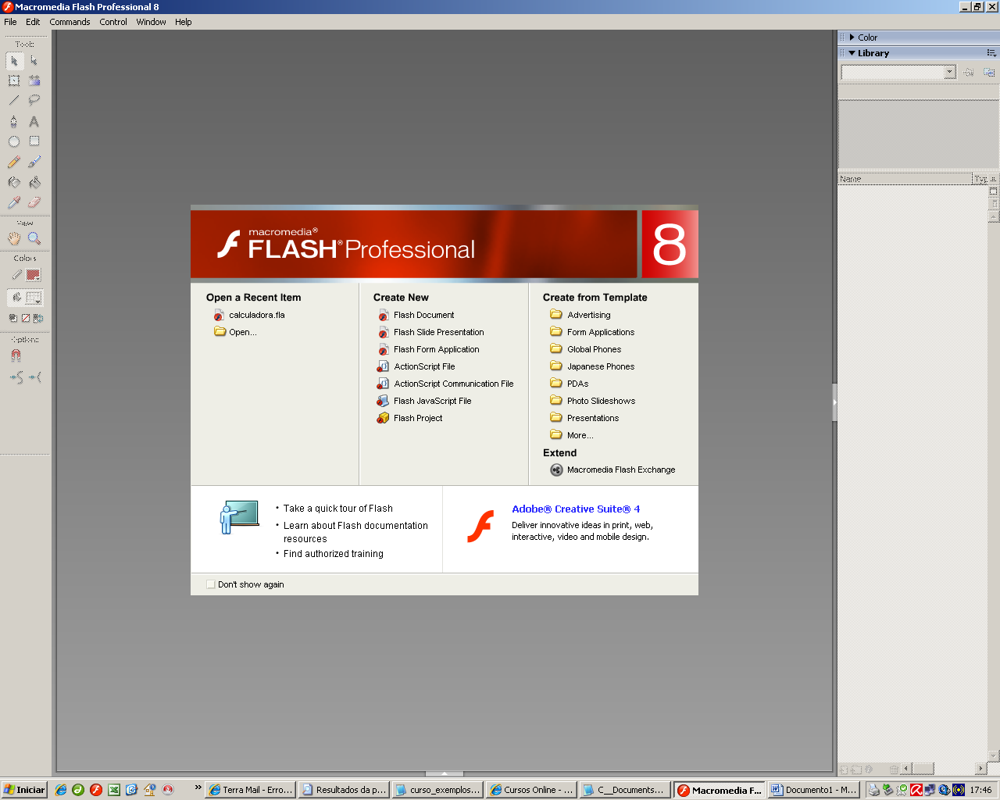 Macromedia Flash Professional 8
File Edit Commands Control Window Help
Tools
View
Colors
Options
Color
Library
Name
macromedia®
FLASH® Professional
8
Open a Recent Item
calculadora.fla
Open...
Create New
Flash Document
Flash Slide Presentation
Flash Form Application
ActionScript File
ActionScript Communication File
Flash JavaScript File
Flash Project
Create from Template
Advertising
Form Applications
Global Phones
Japanese Phones
PDAs
Photo Slideshows
Presentations
More...
Extend
Macromedia Flash Exchange
• Take a quick tour of Flash
• Learn about Flash documentation
resources
• Find authorized training
Adobe® Creative Suite® 4
Deliver innovative ideas in print, web,
interactive, video and mobile design.
Don't show again
Iniciar
» Terra Mail - Erro... Resultados da p... curso_exemplos... Cursos Online - ... C__Documents... Macromedia F... Documento1 - M... 17:46